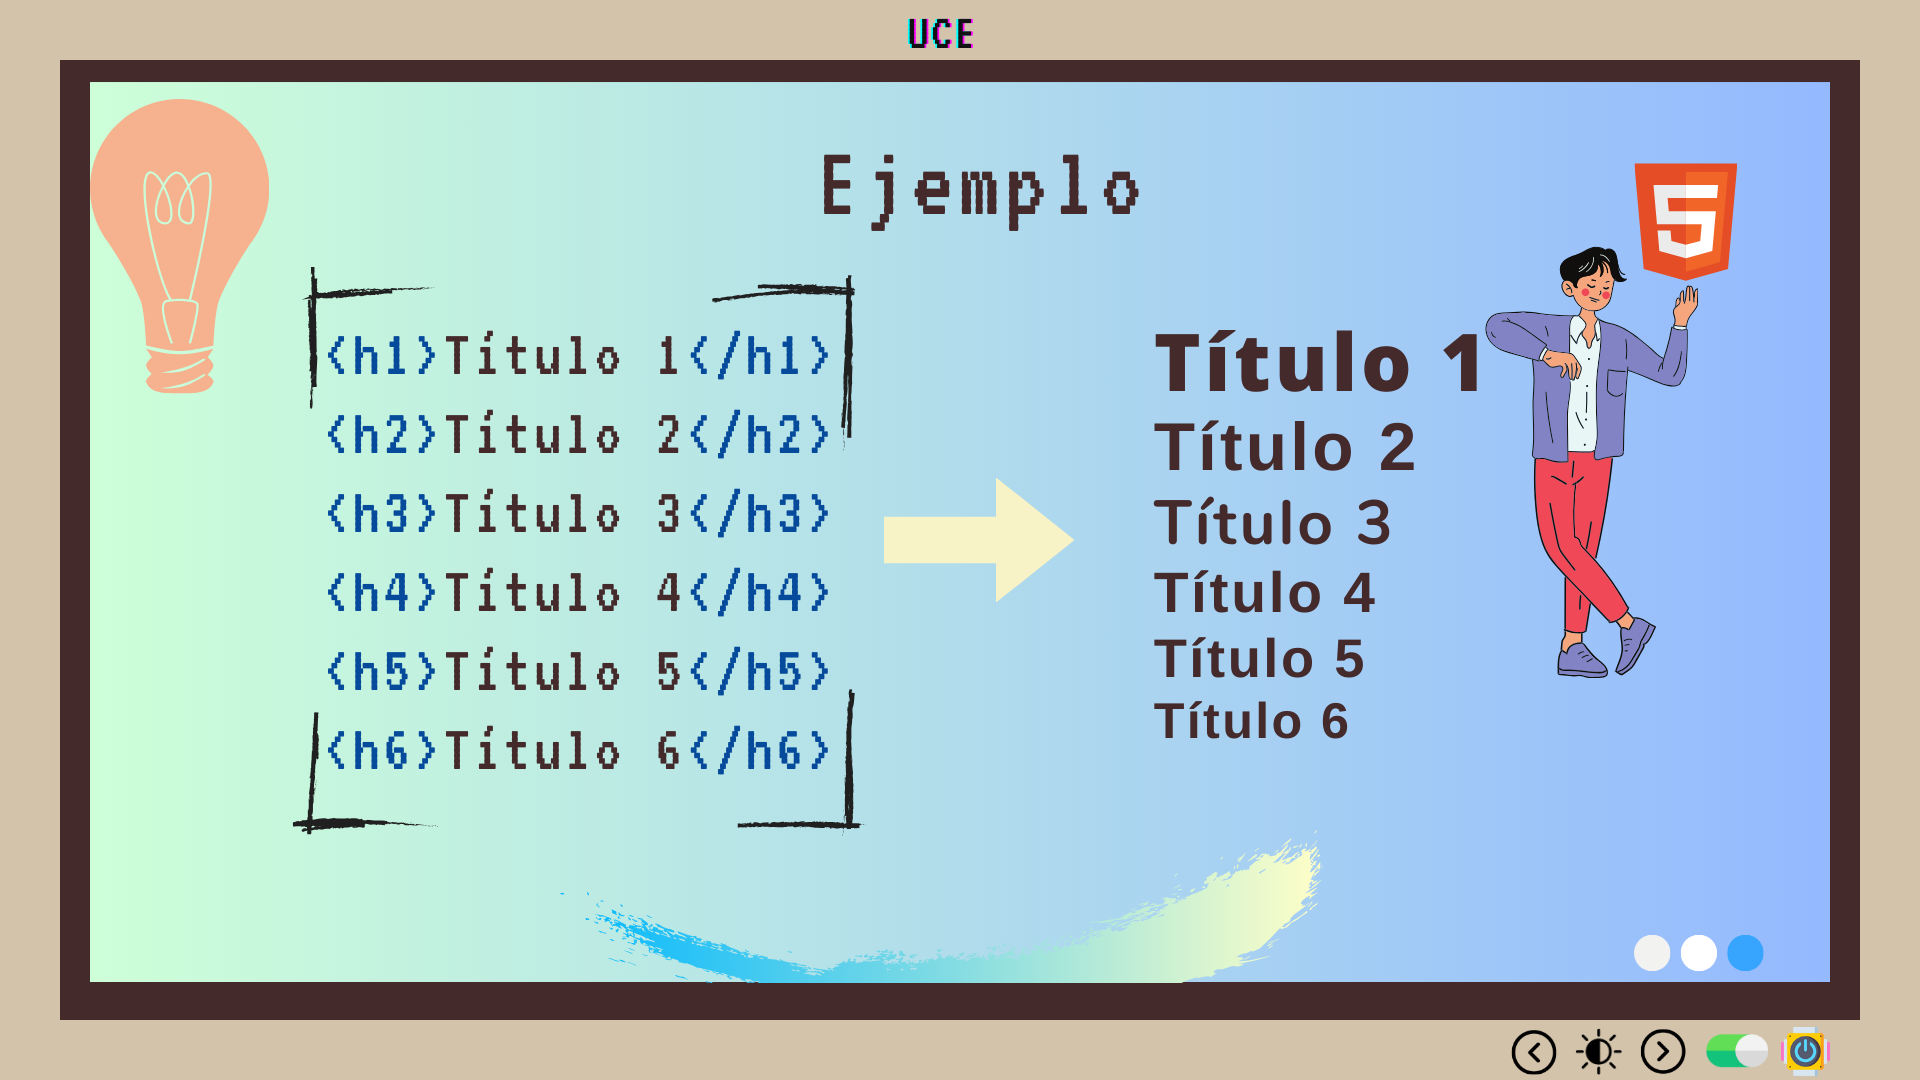 UCE
Ejemplo
<h1>Título 1</h1>
<h2>Título 2</h2>
<h3>Título 3</h3>
<h4>Título 4</h4>
<h5>Título 5</h5>
<h6>Título 6</h6>
Título 1
Título 2
Título 3
Título 4
Título 5
Título 6
5